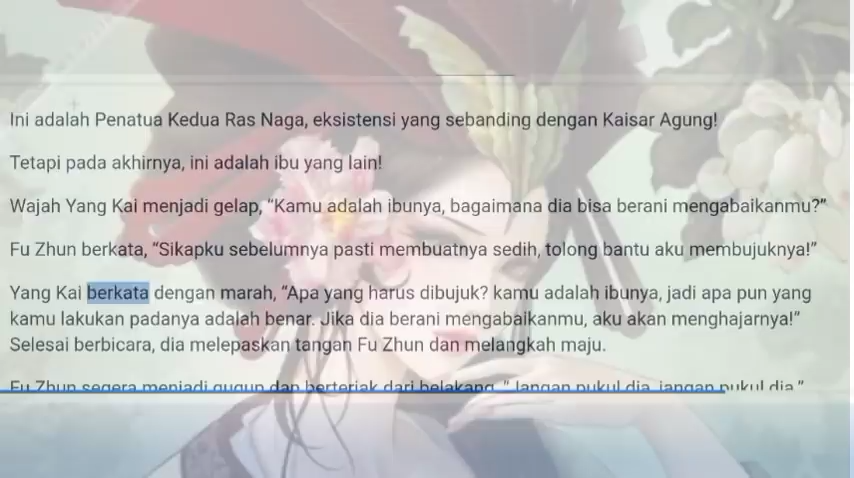 Ini adalah Penatua Kedua Ras Naga, eksistensi yang sebanding dengan Kaisar Agung!
Tetapi pada akhirnya, ini adalah ibu yang lain!
Wajah Yang Kai menjadi gelap, “Kamu adalah ibunya, bagaimana dia bisa berani mengabaikanmu?”
Fu Zhun berkata, “Sikapku sebelumnya pasti membuatnya sedih, tolong bantu aku membujuknya!”
Yang Kai berkata dengan marah, “Apa yang harus dibujuk? kamu adalah ibunya, jadi apa pun yang
kamu lakukan padanya adalah benar. Jika dia berani mengabaikanmu, aku akan menghajarnya!”
Selesai berbicara, dia melepaskan tangan Fu Zhun dan melangkah maju.
Fu Zhun segera menjadi gugup dan berteriak dari belakang, ” Jangan pukul dia, jangan pukul dia.”